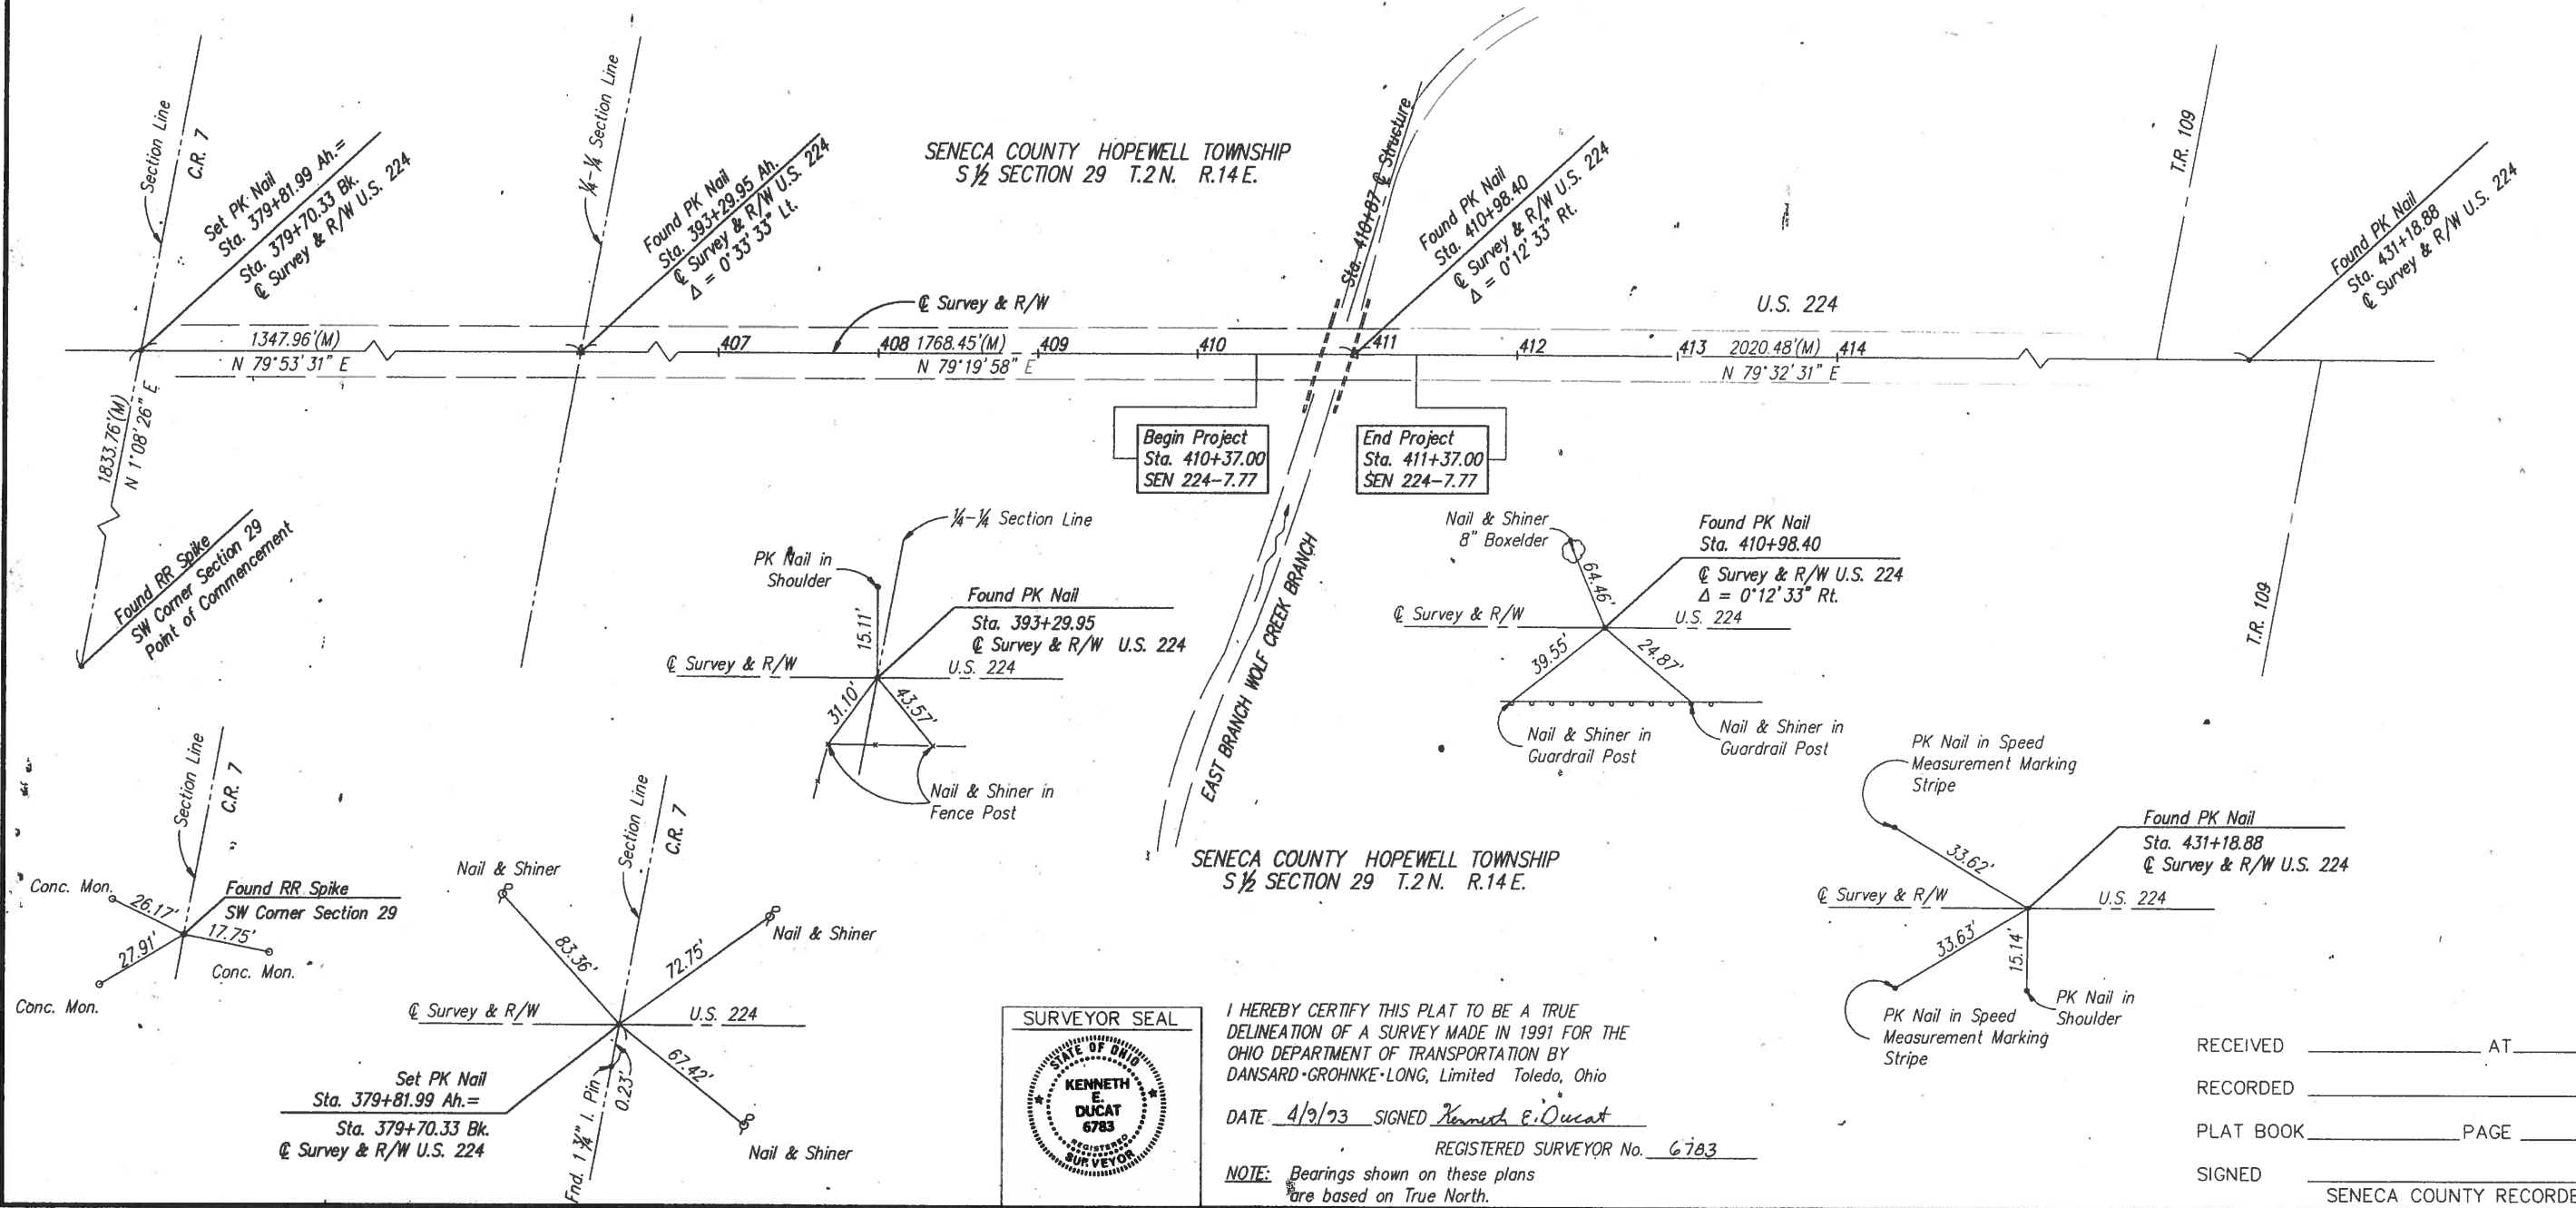 Section Line
C.R. 7
Set PK Nail
Sta. 379+81.99 Ah.=
Sta. 379+70.33 Bk.
℄ Survey & R/W U.S. 224
¼-¼ Section Line
Found PK Nail
Sta. 393+29.95 Ah.
℄ Survey & R/W U.S. 224
Δ = 0°33'33" Lt.
SENECA COUNTY HOPEWELL TOWNSHIP
S ½ SECTION 29 T.2 N. R.14 E.
Sta. 410+87 ℄ Structure
Found PK Nail
Sta. 410+98.40
℄ Survey & R/W U.S. 224
Δ = 0°12'33" Rt.
T.R. 109
Found PK Nail
Sta. 431+18.88
℄ Survey & R/W U.S. 224
℄ Survey & R/W
U.S. 224
1347.96'(M)
N 79°53'31" E
407
408
1768.45'(M)
409
N 79°19'58" E
410
411
412
413
2020.48'(M)
414
N 79°32'31" E
1833.76'(M)
N 1°08'26" E
Begin Project
Sta. 410+37.00
SEN 224-7.77
End Project
Sta. 411+37.00
SEN 224-7.77
Found RR Spike
SW Corner Section 29
Point of Commencement
¼-¼ Section Line
PK Nail in
Shoulder
15.11'
Found PK Nail
Sta. 393+29.95
℄ Survey & R/W U.S. 224
℄ Survey & R/W
U.S. 224
31.10'
43.57'
Nail & Shiner in
Fence Post
EAST BRANCH WOLF CREEK BRANCH
Nail & Shiner
8" Boxelder
64.46'
Found PK Nail
Sta. 410+98.40
℄ Survey & R/W U.S. 224
Δ = 0°12'33" Rt.
℄ Survey & R/W
U.S. 224
39.55'
24.87'
Nail & Shiner in
Guardrail Post
Nail & Shiner in
Guardrail Post
T.R. 109
PK Nail in Speed
Measurement Marking
Stripe
33.62'
Found PK Nail
Sta. 431+18.88
℄ Survey & R/W U.S. 224
℄ Survey & R/W
U.S. 224
33.63'
15.14'
PK Nail in Speed
Measurement Marking
Stripe
PK Nail in
Shoulder
Section Line
C.R. 7
Conc. Mon.
26.17'
Found RR Spike
SW Corner Section 29
27.91'
17.75'
Conc. Mon.
Conc. Mon.
Section Line
C.R. 7
Nail & Shiner
83.36'
72.75'
Nail & Shiner
℄ Survey & R/W
U.S. 224
67.42'
Nail & Shiner
Fnd. 1 ¾" I. Pin
0.23'
Set PK Nail
Sta. 379+81.99 Ah.=
Sta. 379+70.33 Bk.
℄ Survey & R/W U.S. 224
SENECA COUNTY HOPEWELL TOWNSHIP
S ½ SECTION 29 T.2 N. R.14 E.
SURVEYOR SEAL
STATE OF OHIO
KENNETH
E.
DUCAT
6783
REGISTERED
SURVEYOR
I HEREBY CERTIFY THIS PLAT TO BE A TRUE
DELINEATION OF A SURVEY MADE IN 1991 FOR THE
OHIO DEPARTMENT OF TRANSPORTATION BY
DANSARD·GROHNKE·LONG, Limited Toledo, Ohio
DATE 4/9/93 SIGNED Kenneth E. Ducat
REGISTERED SURVEYOR No. 6783
NOTE: Bearings shown on these plans
are based on True North.
RECEIVED AT
RECORDED
PLAT BOOK PAGE
SIGNED
SENECA COUNTY RECORDE